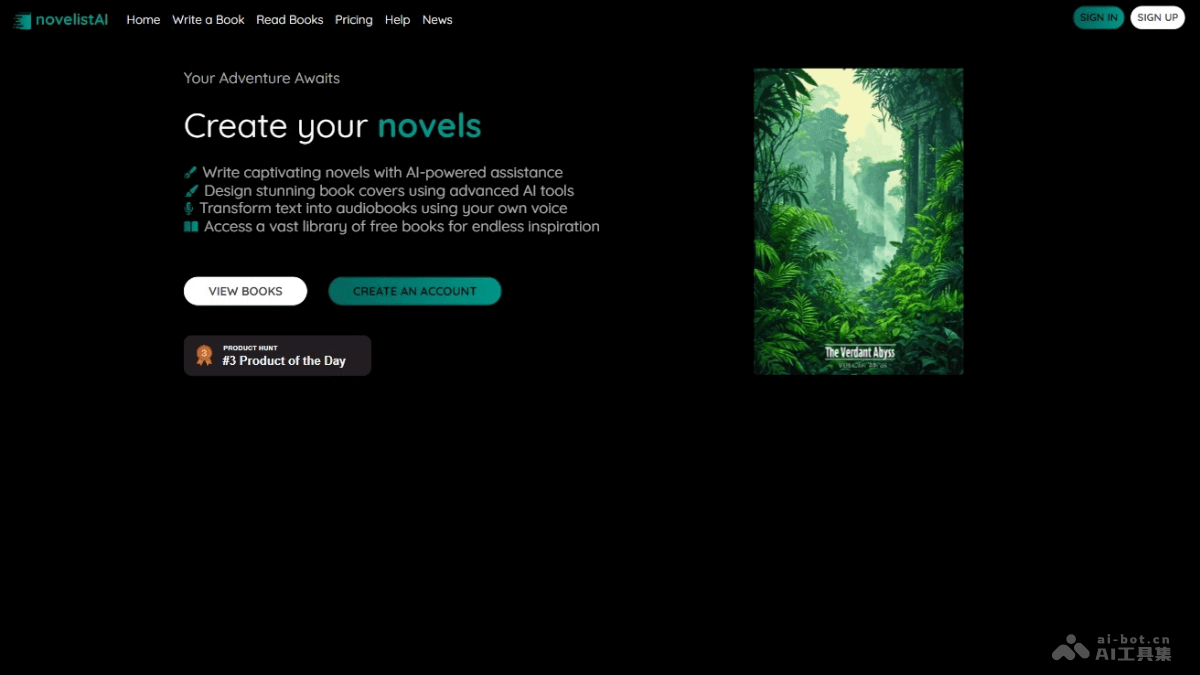 novelistAI Home Write a Book Read Books Pricing Help News SIGN IN SIGN UP
Your Adventure Awaits
Create your novels
Write captivating novels with AI-powered assistance
Design stunning book covers using advanced AI tools
Transform text into audiobooks using your own voice
Access a vast library of free books for endless inspiration
VIEW BOOKS CREATE AN ACCOUNT
3 PRODUCT HUNT
#3 Product of the Day
The Verdant Abyss
ai-bot.cn
AI工具集